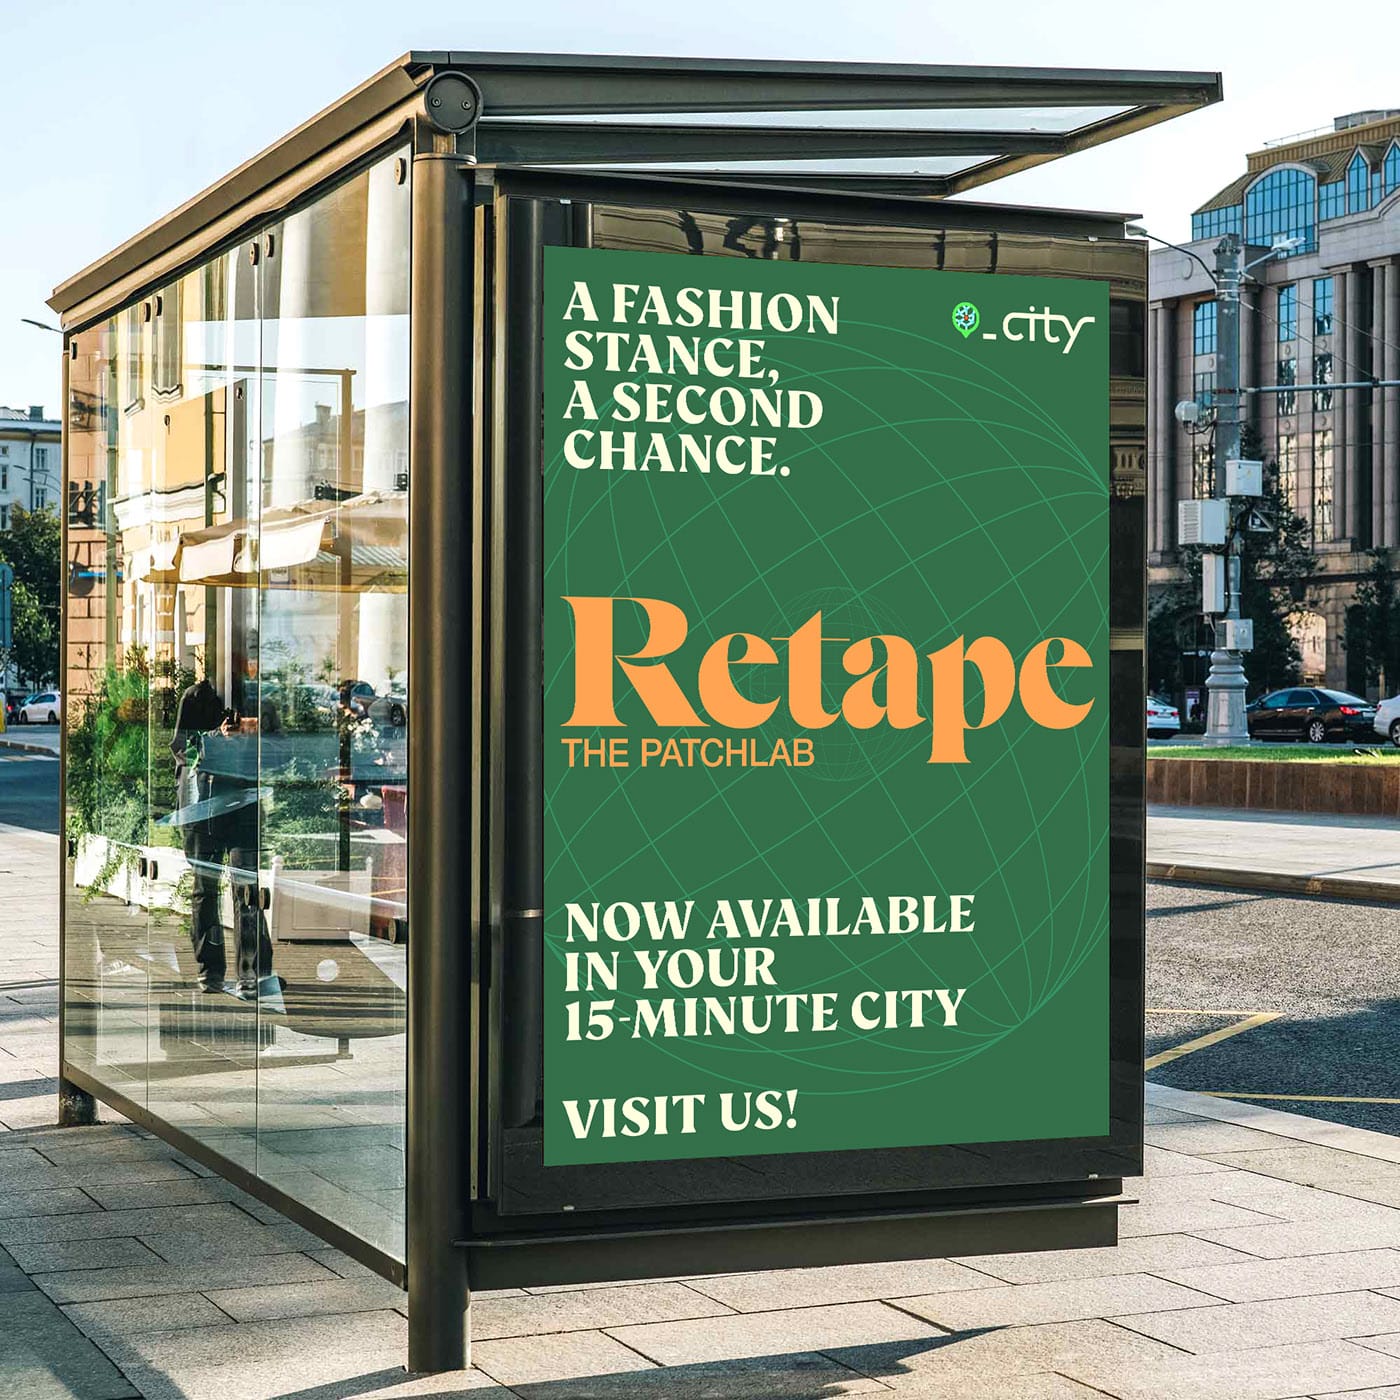 A FASHION
STANCE,
A SECOND
CHANCE.
_city
Retape
THE PATCHLAB
NOW AVAILABLE
IN YOUR
15-MINUTE CITY
VISIT US!